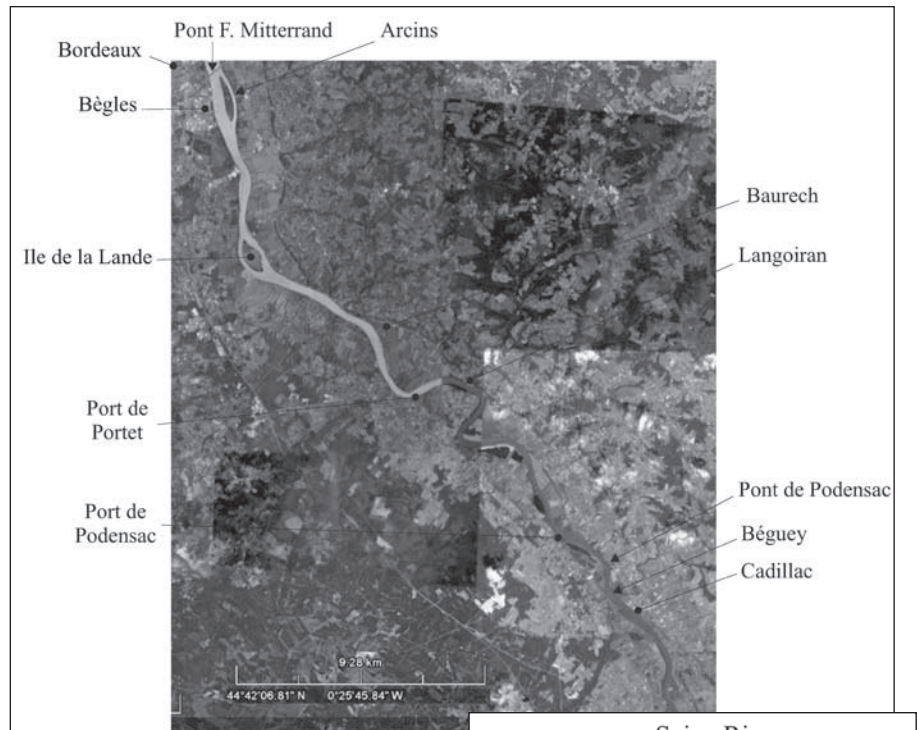 Pont F. Mitterrand
Arcins
Bordeaux
Bègles
Baurech
Ile de la Lande
Langoiran
Port de
Portet
Pont de Podensac
Port de
Podensac
Béguey
Cadillac
9.28 km
44°42'06.81" N 0°25'45.84" W